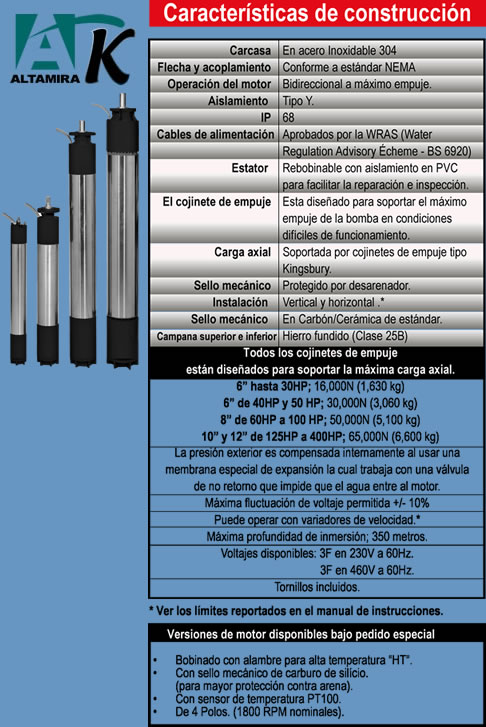 Características de construcción
ALTAMIRA K
Carcasa En acero Inoxidable 304
Flecha y acoplamiento Conforme a estándar NEMA
Operación del motor Bidireccional a máximo empuje.
Aislamiento Tipo Y.
IP 68
Cables de alimentación Aprobados por la WRAS (Water
Regulation Advisory Écheme - BS 6920)
Estator Rebobinable con aislamiento en PVC
para facilitar la reparación e inspección.
El cojinete de empuje Esta diseñado para soportar el máximo
empuje de la bomba en condiciones
difíciles de funcionamiento.
Carga axial Soportada por cojinetes de empuje tipo
Kingsbury.
Sello mecánico Protegido por desarenador.
Instalación Vertical y horizontal .*
Sello mecánico En Carbón/Cerámica de estándar.
Campana superior e inferior Hierro fundido (Clase 25B)
Todos los cojinetes de empuje
están diseñados para soportar la máxima carga axial.
6” hasta 30HP; 16,000N (1,630 kg)
6” de 40HP y 50 HP; 30,000N (3,060 kg)
8” de 60HP a 100 HP; 50,000N (5,100 kg)
10” y 12” de 125HP a 400HP; 65,000N (6,600 kg)
La presión exterior es compensada internamente al usar una
membrana especial de expansión la cual trabaja con una válvula
de no retorno que impide que el agua entre al motor.
Máxima fluctuación de voltaje permitida +/- 10%
Puede operar con variadores de velocidad.*
Máxima profundidad de inmersión; 350 metros.
Voltajes disponibles: 3F en 230V a 60Hz.
3F en 460V a 60Hz.
Tornillos incluidos.
* Ver los límites reportados en el manual de instrucciones.
Versiones de motor disponibles bajo pedido especial
• Bobinado con alambre para alta temperatura “HT”.
• Con sello mecánico de carburo de silicio.
(para mayor protección contra arena).
• Con sensor de temperatura PT100.
• De 4 Polos. (1800 RPM nominales).